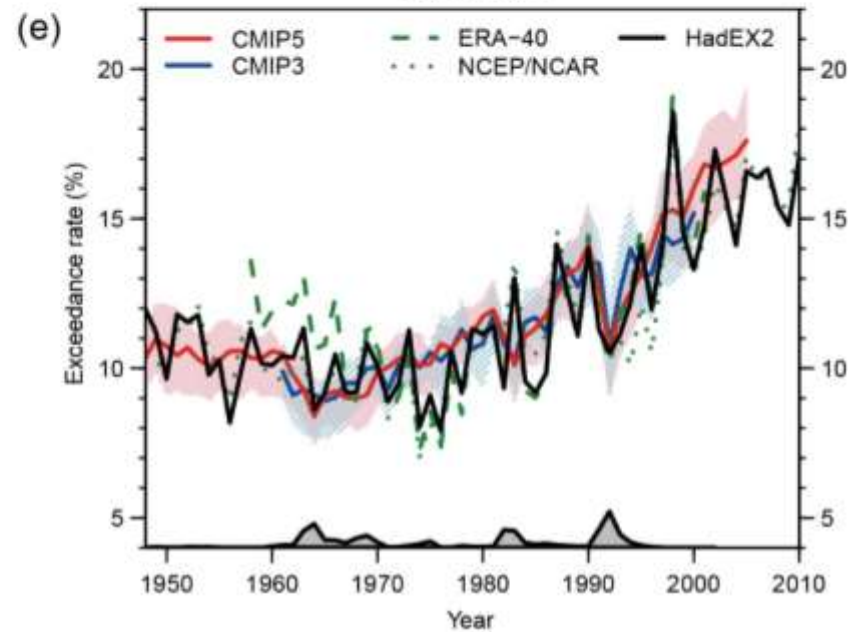 (e)
CMIP5 ERA−40 HadEX2
CMIP3 NCEP/NCAR
20 20
15 15
10 10
5 5
Exceedance rate (%)
1950 1960 1970 1980 1990 2000 2010
Year